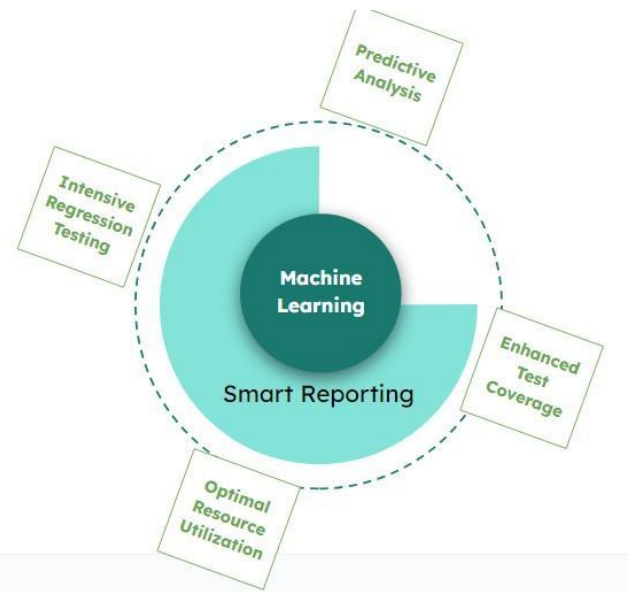 Predictive
Analysis
Intensive
Regression
Testing
Machine
Learning
Enhanced
Test
Coverage
Smart Reporting
Optimal
Resource
Utilization